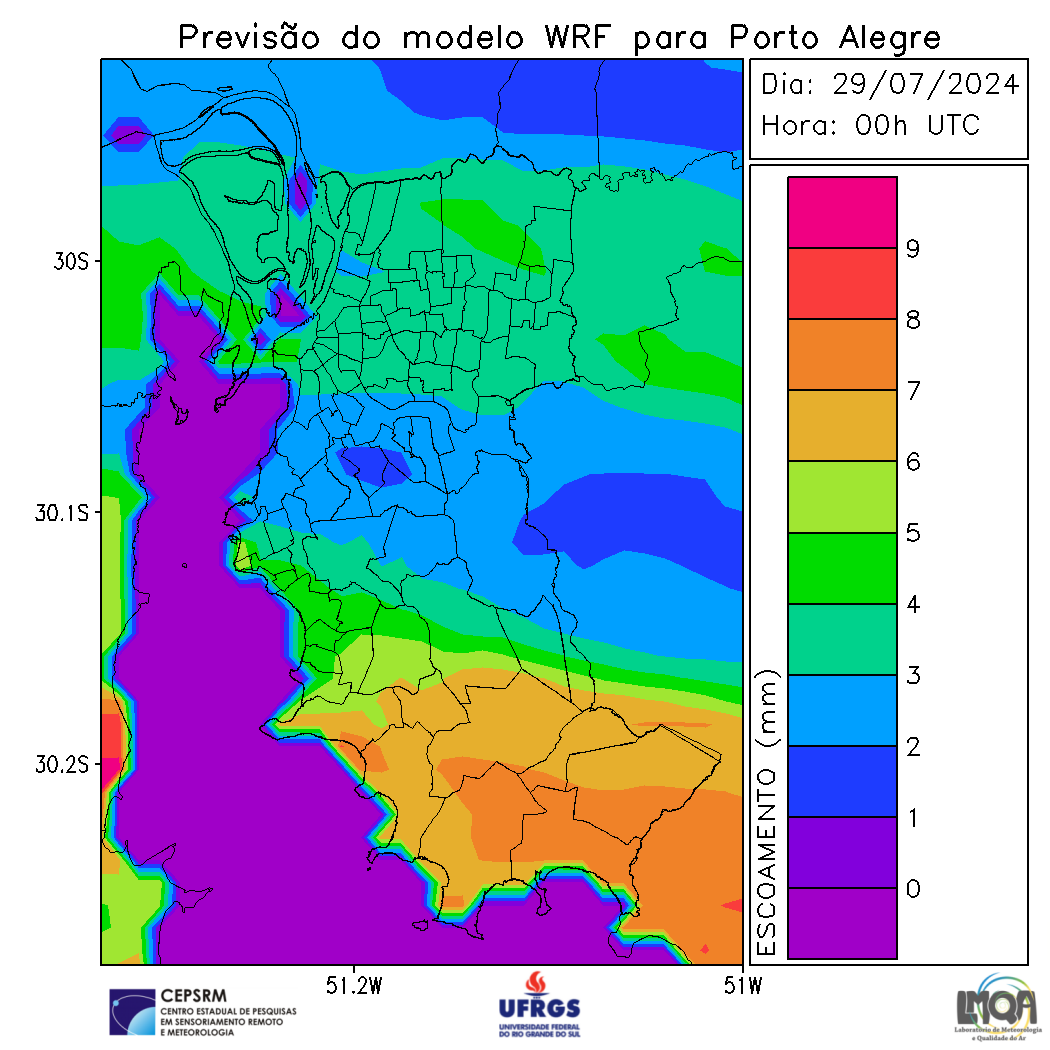 Previsão do modelo WRF para Porto Alegre
Dia: 29/07/2024
Hora: 00h UTC
9
8
7
6
5
4
3
2
1
0
ESCOAMENTO (mm)
30S
30.1S
30.2S
51.2W
51W
CEPSRM
CENTRO ESTADUAL DE PESQUISAS
EM SENSORIAMENTO REMOTO
E METEOROLOGIA
UFRGS
UNIVERSIDADE FEDERAL
DO RIO GRANDE DO SUL
LMQA
Laboratório de Meteorologia
e Qualidade do Ar